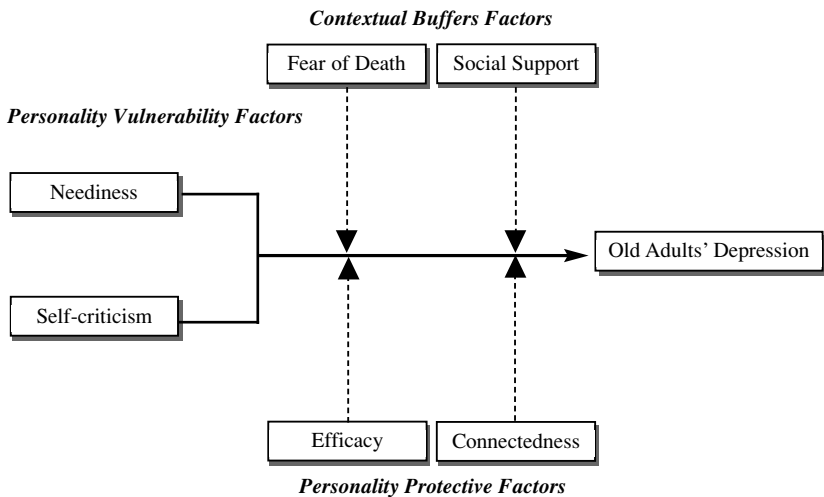 Contextual Buffers Factors
Fear of Death
Social Support
Personality Vulnerability Factors
Neediness
Old Adults’ Depression
Self-criticism
Efficacy
Connectedness
Personality Protective Factors